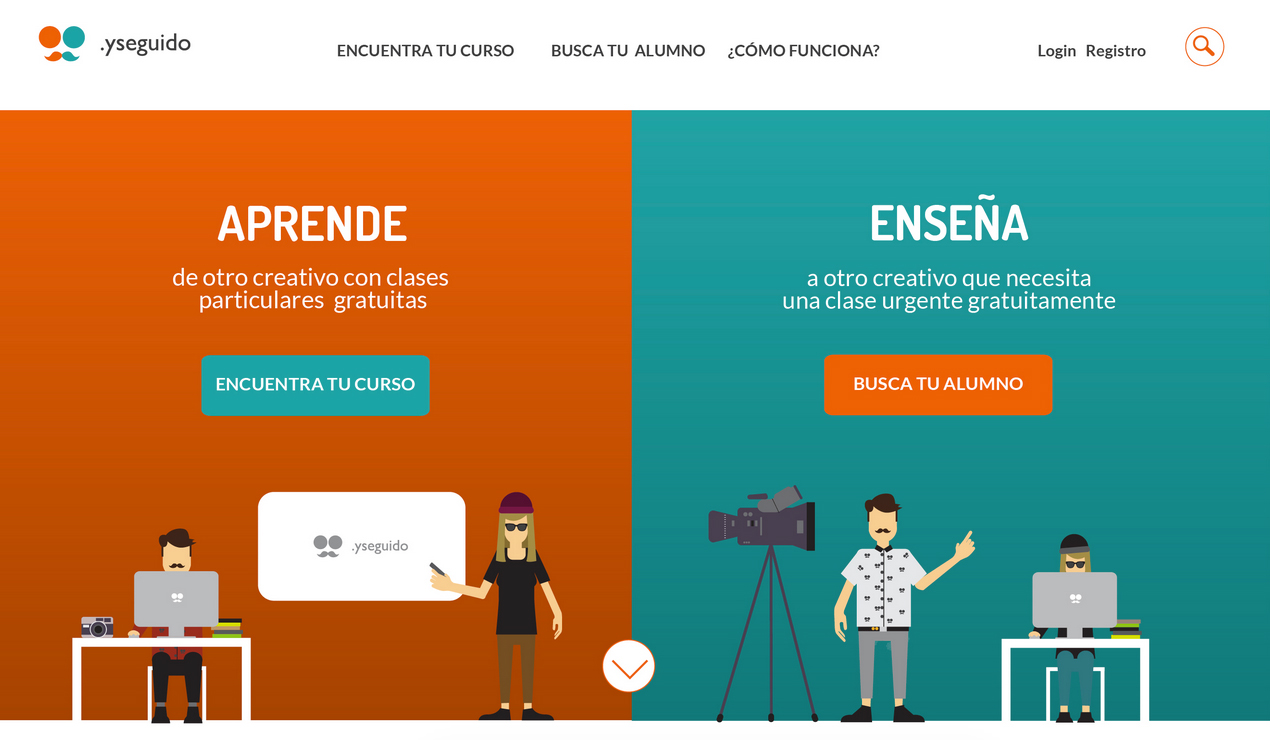 .yseguido
ENCUENTRA TU CURSO
BUSCA TU ALUMNO
¿CÓMO FUNCIONA?
Login
Registro
APRENDE
de otro creativo con clases
particulares gratuitas
ENCUENTRA TU CURSO
.yseguido
ENSEÑA
a otro creativo que necesita
una clase urgente gratuitamente
BUSCA TU ALUMNO